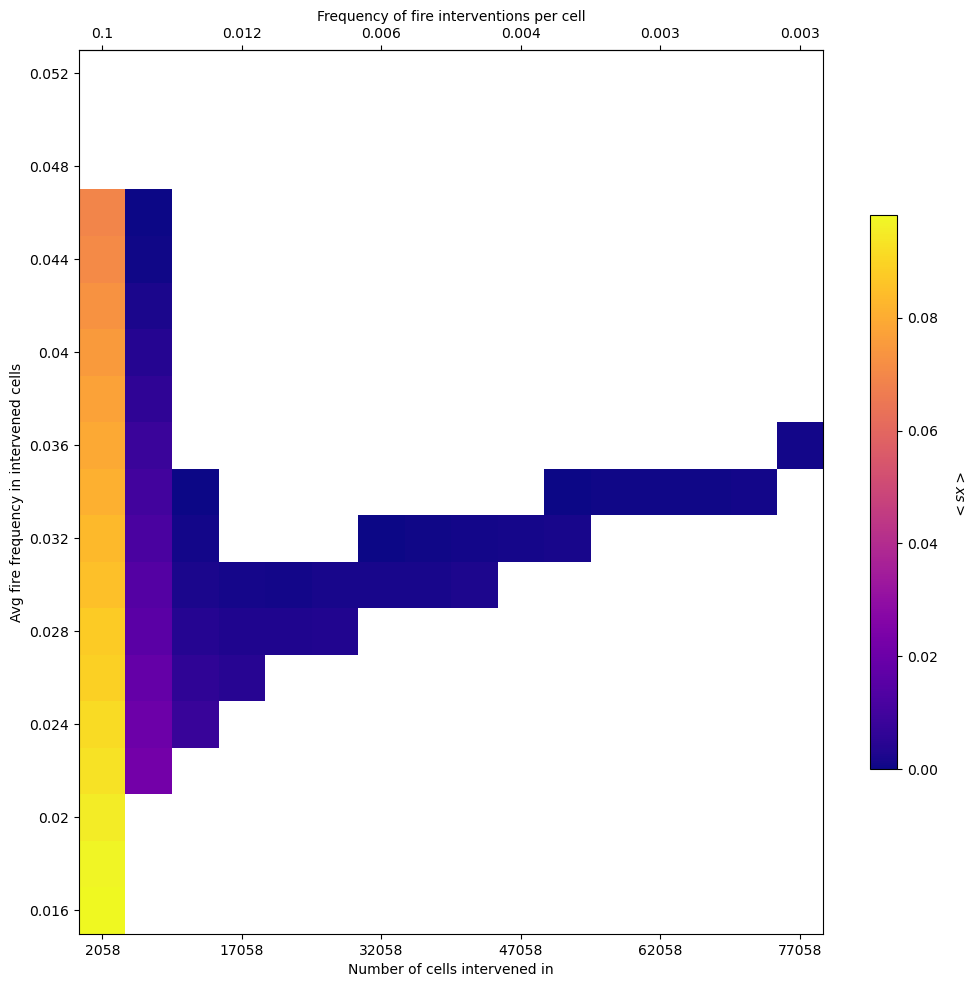 Frequency of fire interventions per cell
0.1 0.012 0.006 0.004 0.003 0.003
0.052
0.048
0.044
0.04
0.036
0.032
0.028
0.024
0.02
0.016
Avg fire frequency in intervened cells
2058 17058 32058 47058 62058 77058
Number of cells intervened in
0.08
0.06
0.04
0.02
0.00
< xs >